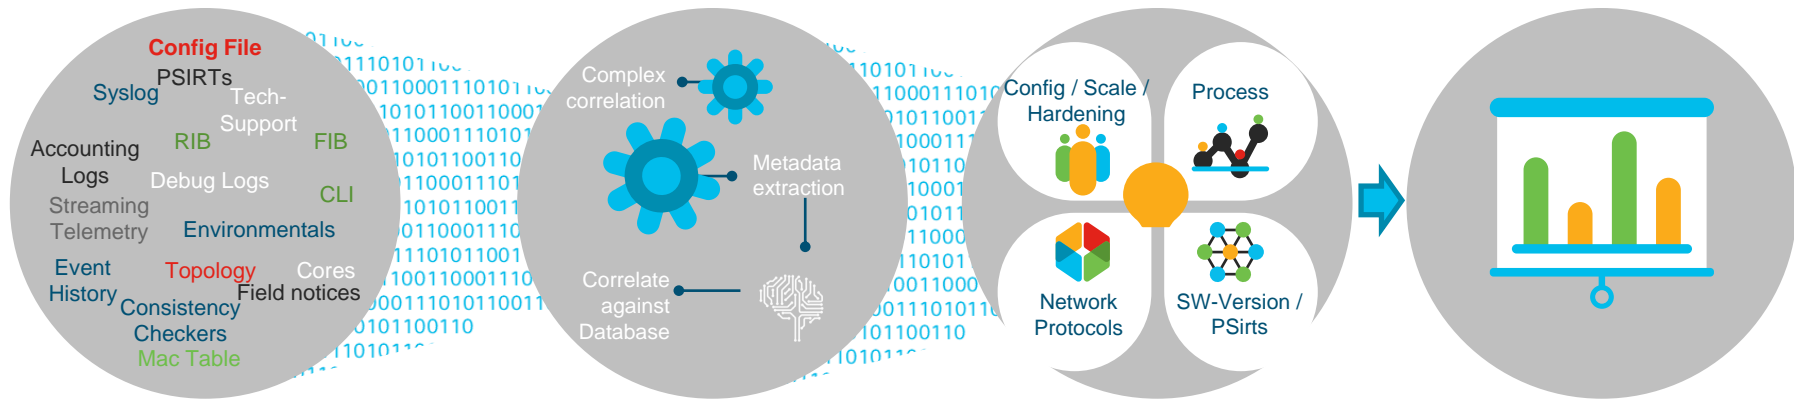 Config File
PSIRTs
Syslog
Tech-
Support
RIB
FIB
Accounting
Logs
Debug Logs
CLI
Streaming
Telemetry
Environmentals
Event
History
Topology
Cores
Field notices
Consistency
Checkers
Mac Table
Complex
correlation
Metadata
extraction
Correlate
against
Database
Config / Scale /
Hardening
Process
Network
Protocols
SW-Version /
PSirts